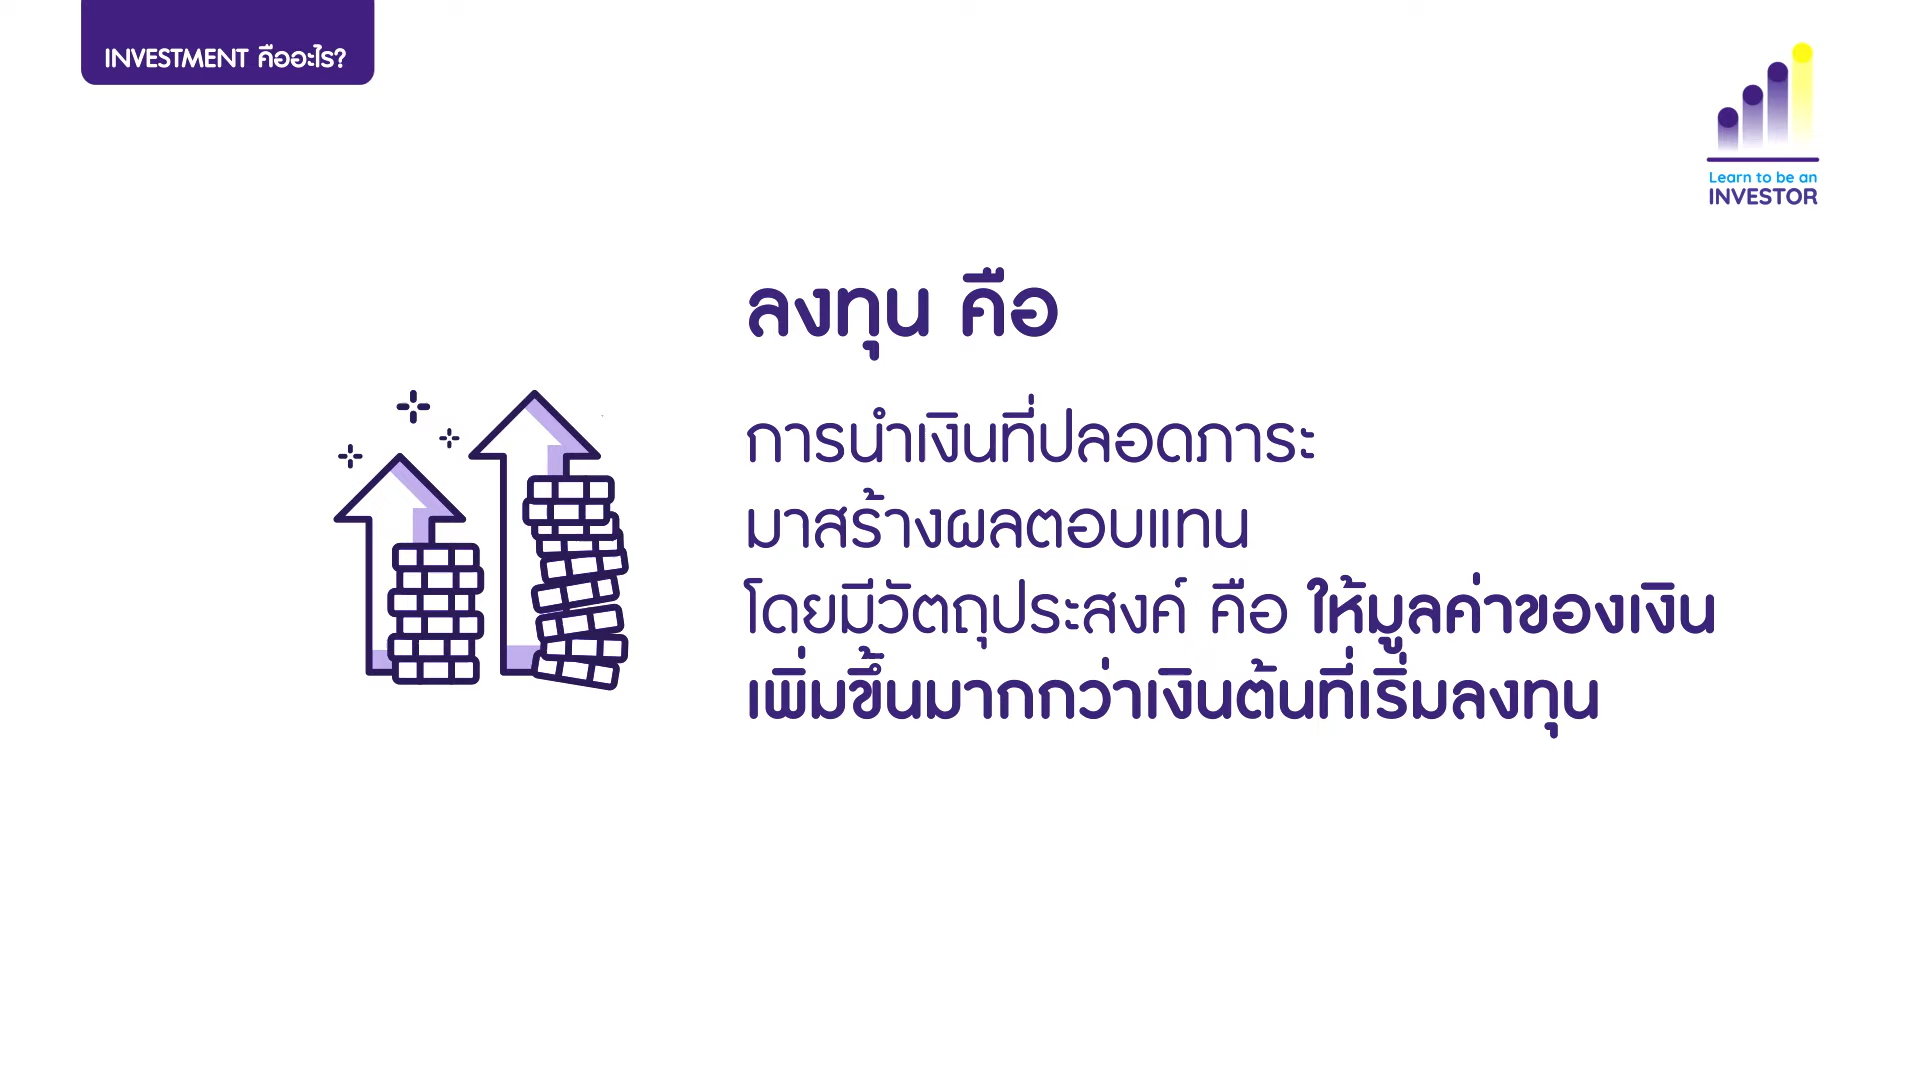 INVESTMENT คืออะไร?
Learn to be an
INVESTOR
ลงทุน คือ
การนำเงินที่ปลอดภาระ
มาสร้างผลตอบแทน
โดยมีวัตถุประสงค์ คือ ให้มูลค่าของเงิน
เพิ่มขึ้นมากกว่าเงินต้นที่เริ่มลงทุน